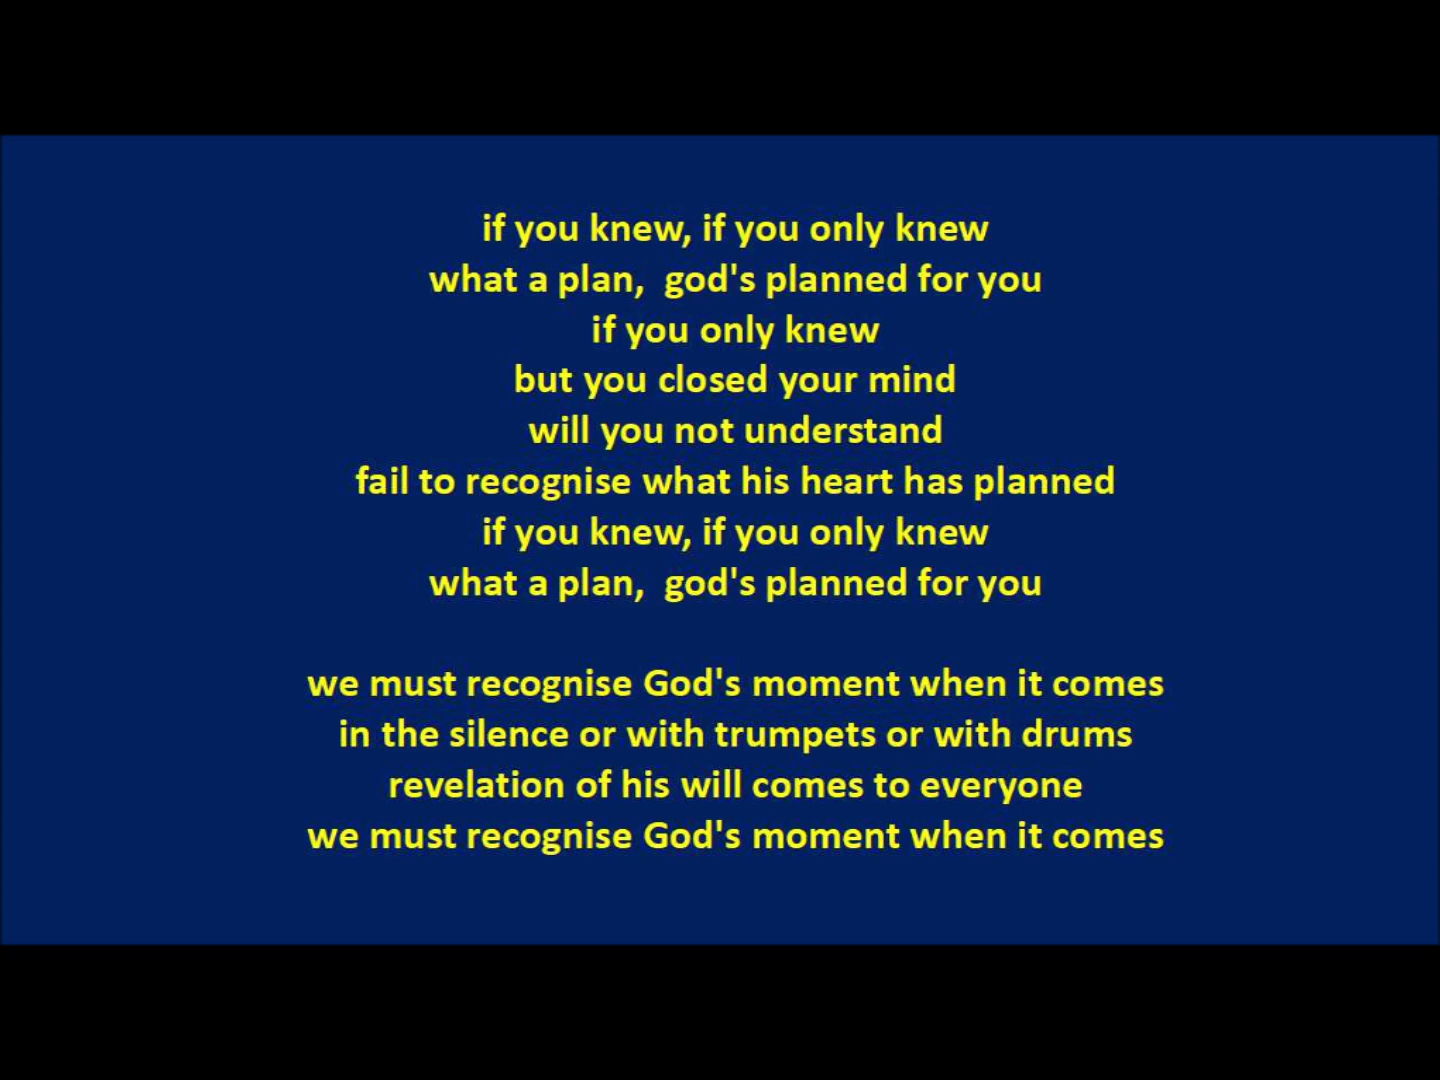 if you knew, if you only knew
what a plan,  god's planned for you
if you only knew
but you closed your mind
will you not understand
fail to recognise what his heart has planned
if you knew, if you only knew
what a plan,  god's planned for you
we must recognise God's moment when it comes
in the silence or with trumpets or with drums
revelation of his will comes to everyone
we must recognise God's moment when it comes